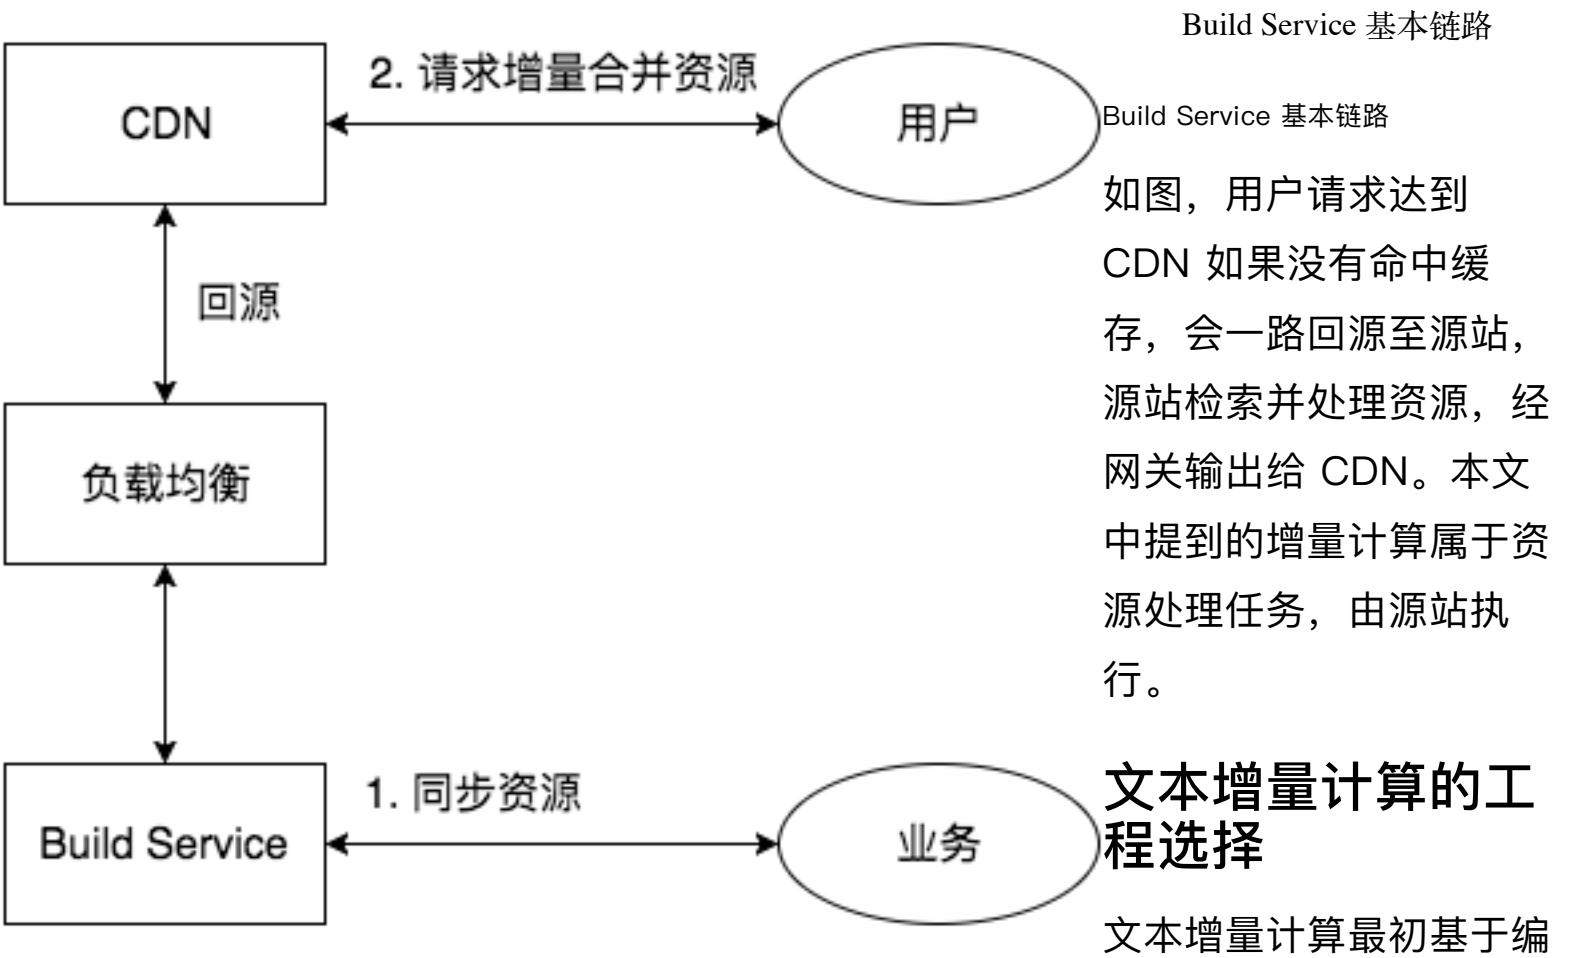 2. 请求增量合并资源
CDN
用户
回源
负载均衡
1. 同步资源
Build Service
业务
Build Service 基本链路
Build Service 基本链路
如图，用户请求达到
CDN 如果没有命中缓
存，会一路回源至源站，
源站检索并处理资源，经
网关输出给 CDN。本文
中提到的增量计算属于资
源处理任务，由源站执
行。
文本增量计算的工
程选择
文本增量计算最初基于编